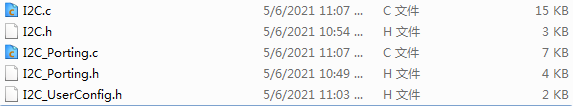 I2C.c 5/6/2021 11:07 ... C 文件 15 KB
I2C.h 5/6/2021 10:54 ... H 文件 3 KB
I2C_Porting.c 5/6/2021 11:07 ... C 文件 7 KB
I2C_Porting.h 5/6/2021 10:49 ... H 文件 4 KB
I2C_UserConfig.h 5/6/2021 11:03 ... H 文件 2 KB